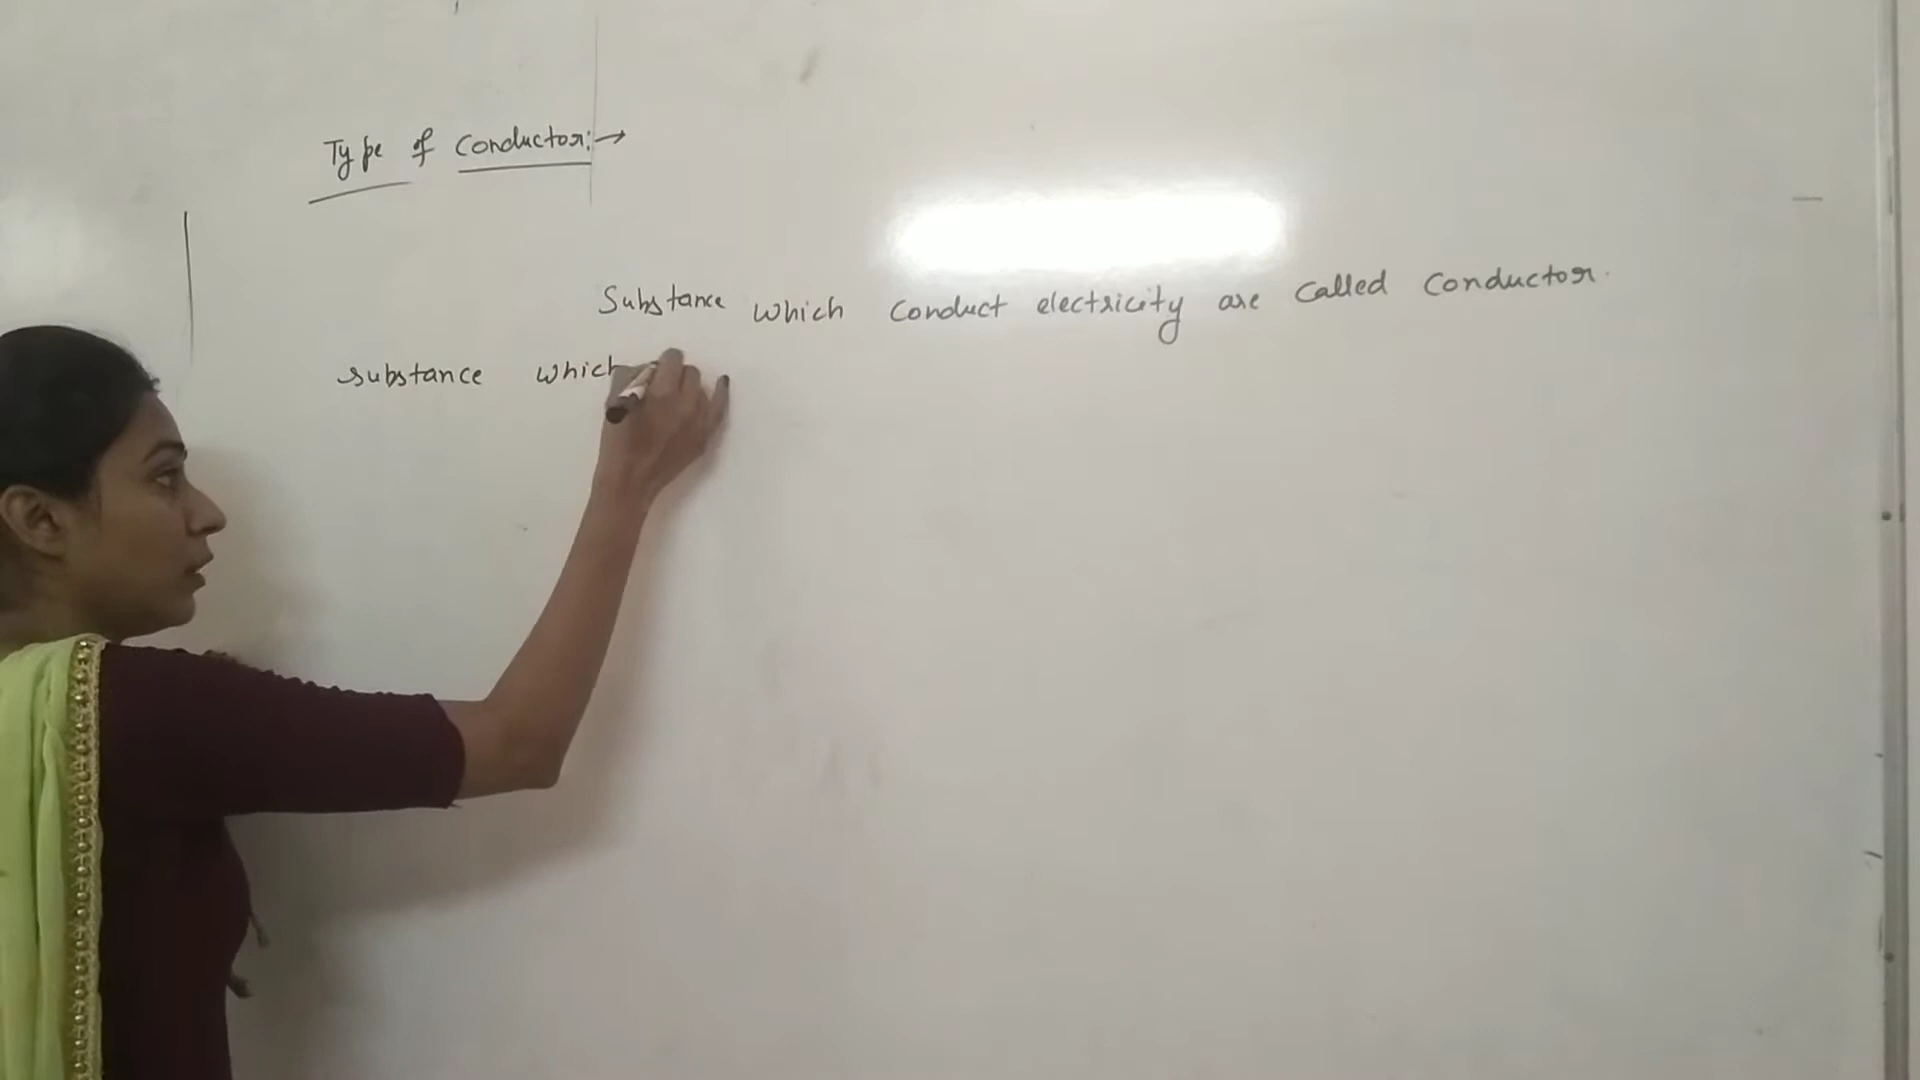 Type of Conductor:→
Substance which conduct electricity are called Conductor.
substance which